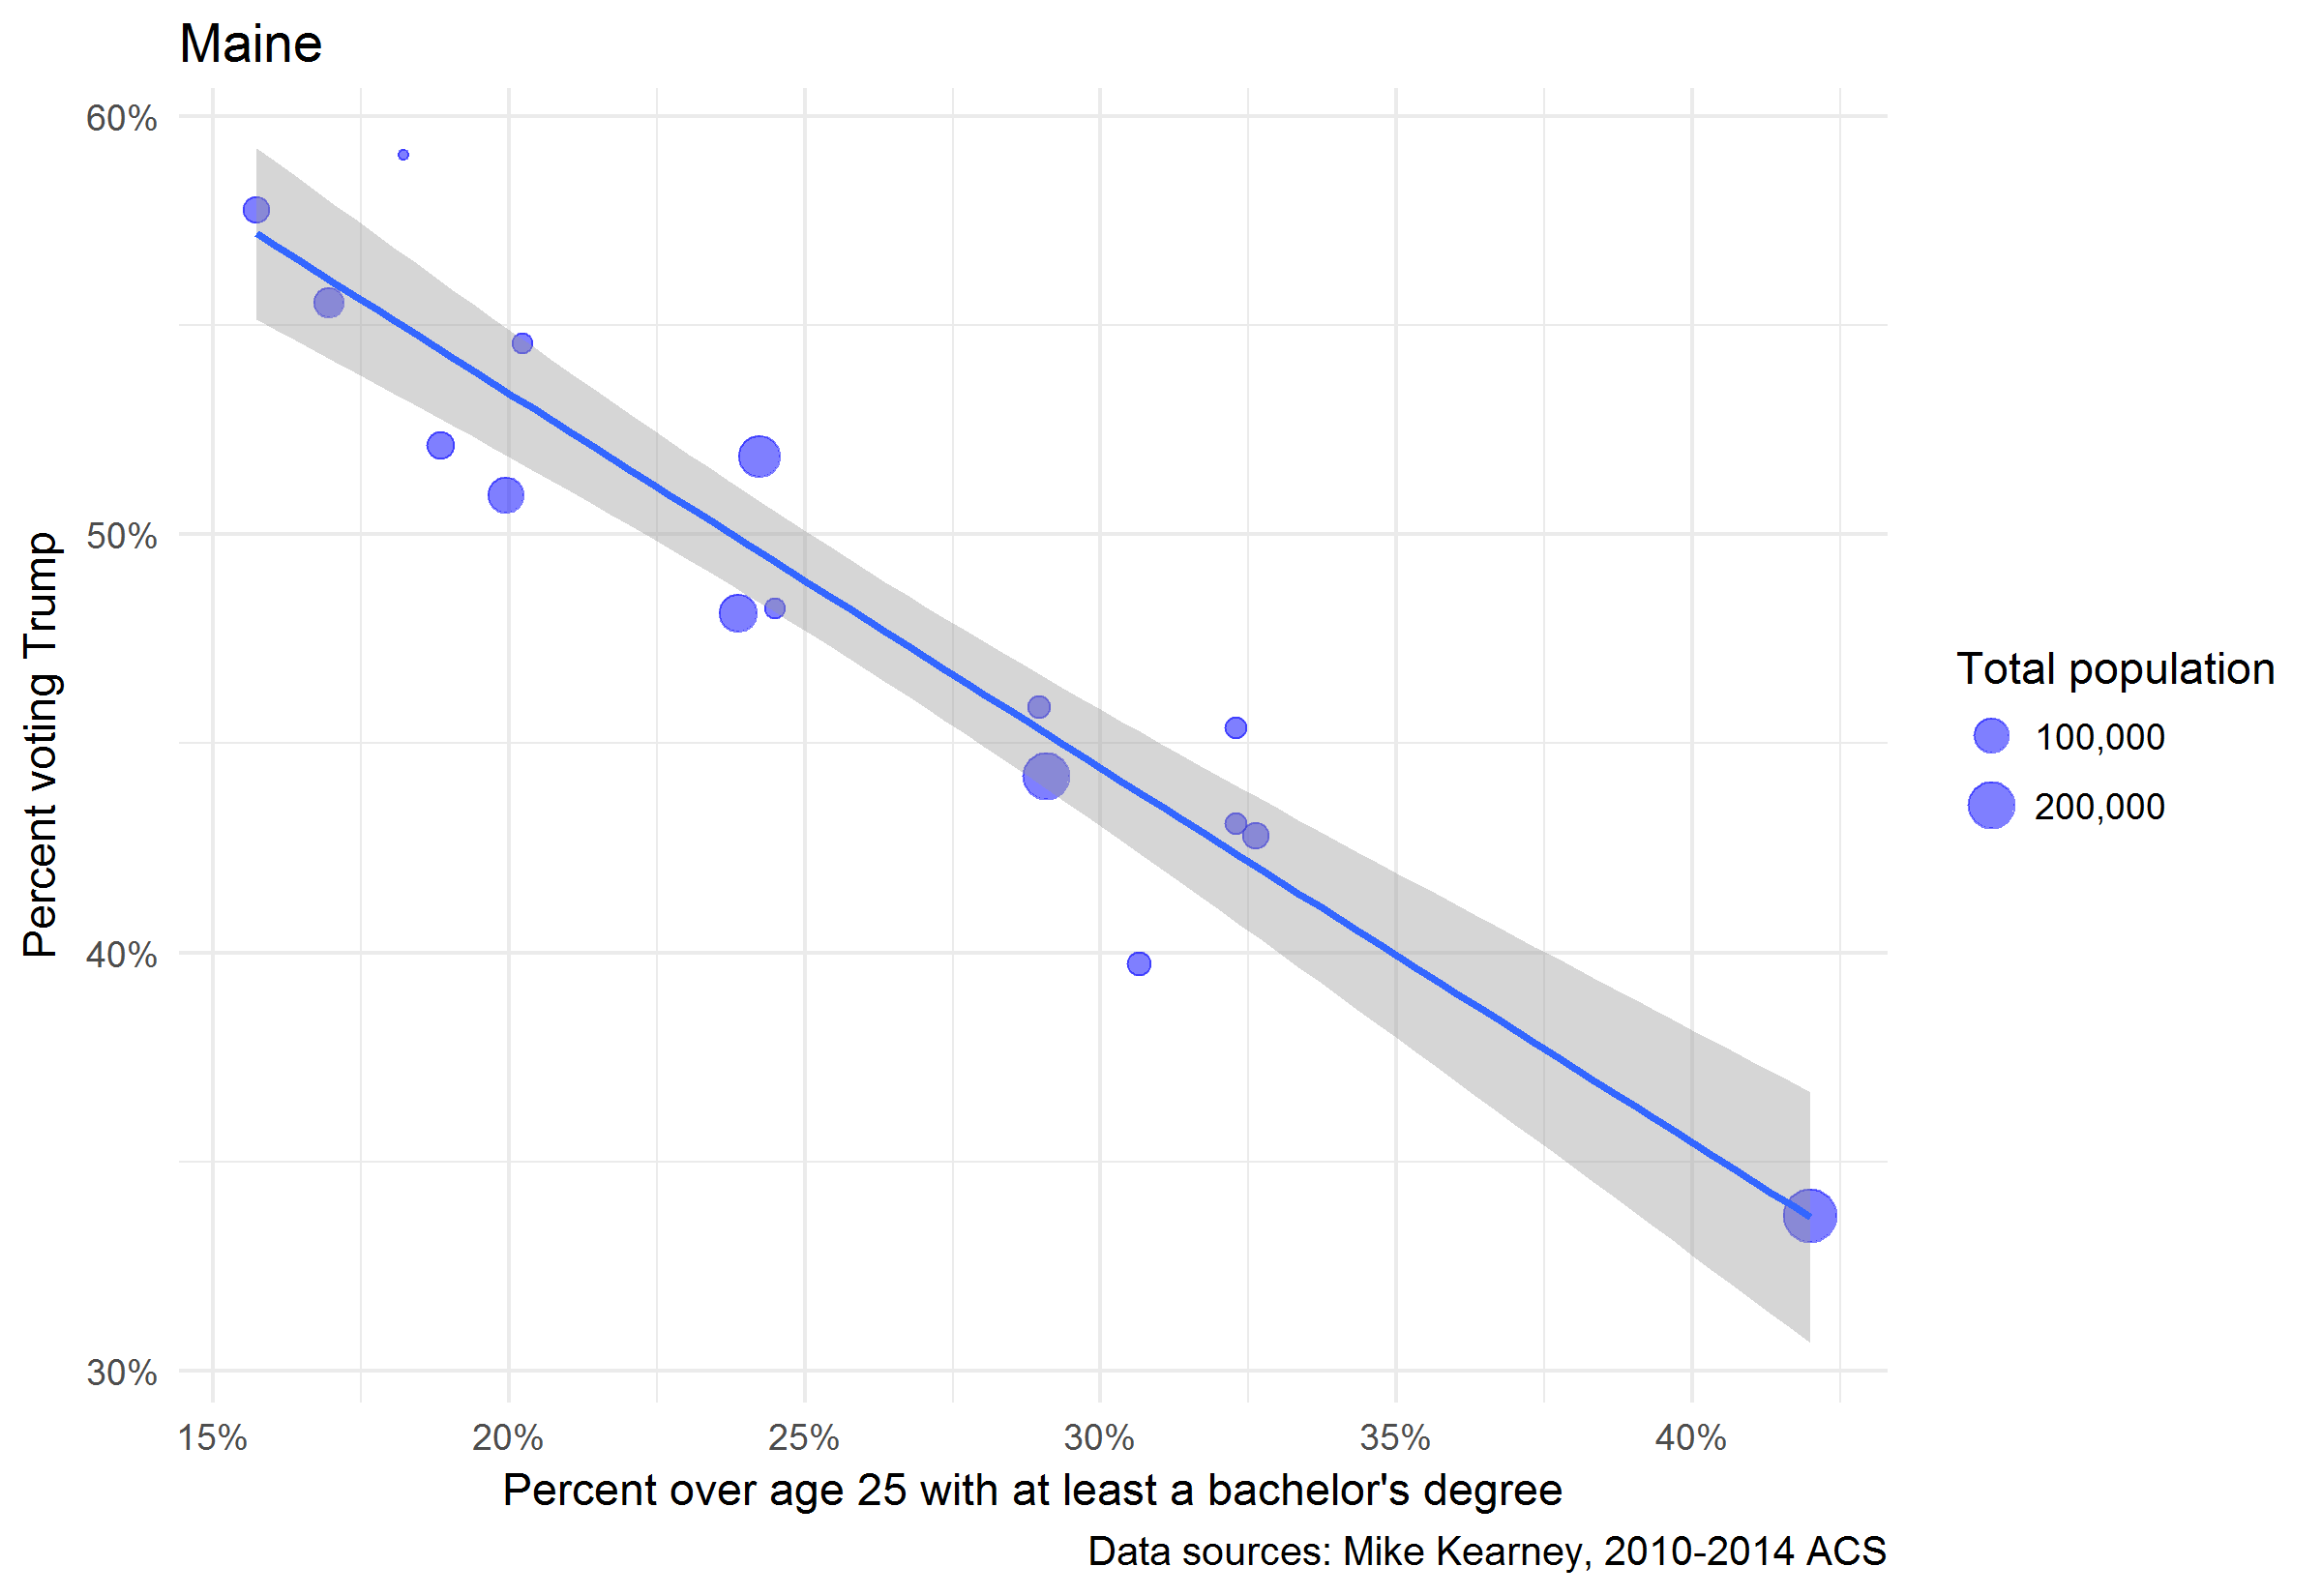 Maine
60%
50%
40%
30%
Percent voting Trump
15% 20% 25% 30% 35% 40%
Percent over age 25 with at least a bachelor's degree
Total population
100,000
200,000
Data sources: Mike Kearney, 2010-2014 ACS